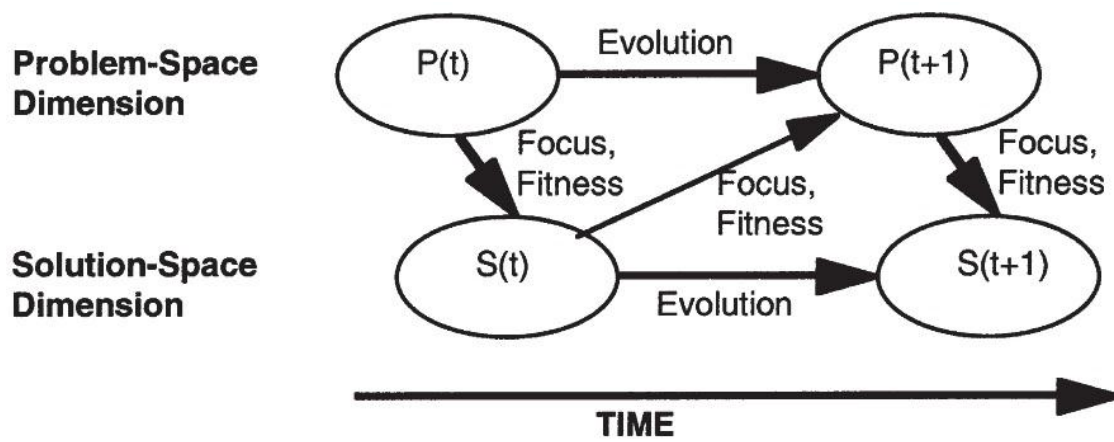 Problem-Space
Dimension
P(t)
Evolution
P(t+1)
Focus,
Fitness
Focus,
Fitness
Focus,
Fitness
Solution-Space
Dimension
S(t)
Evolution
S(t+1)
TIME